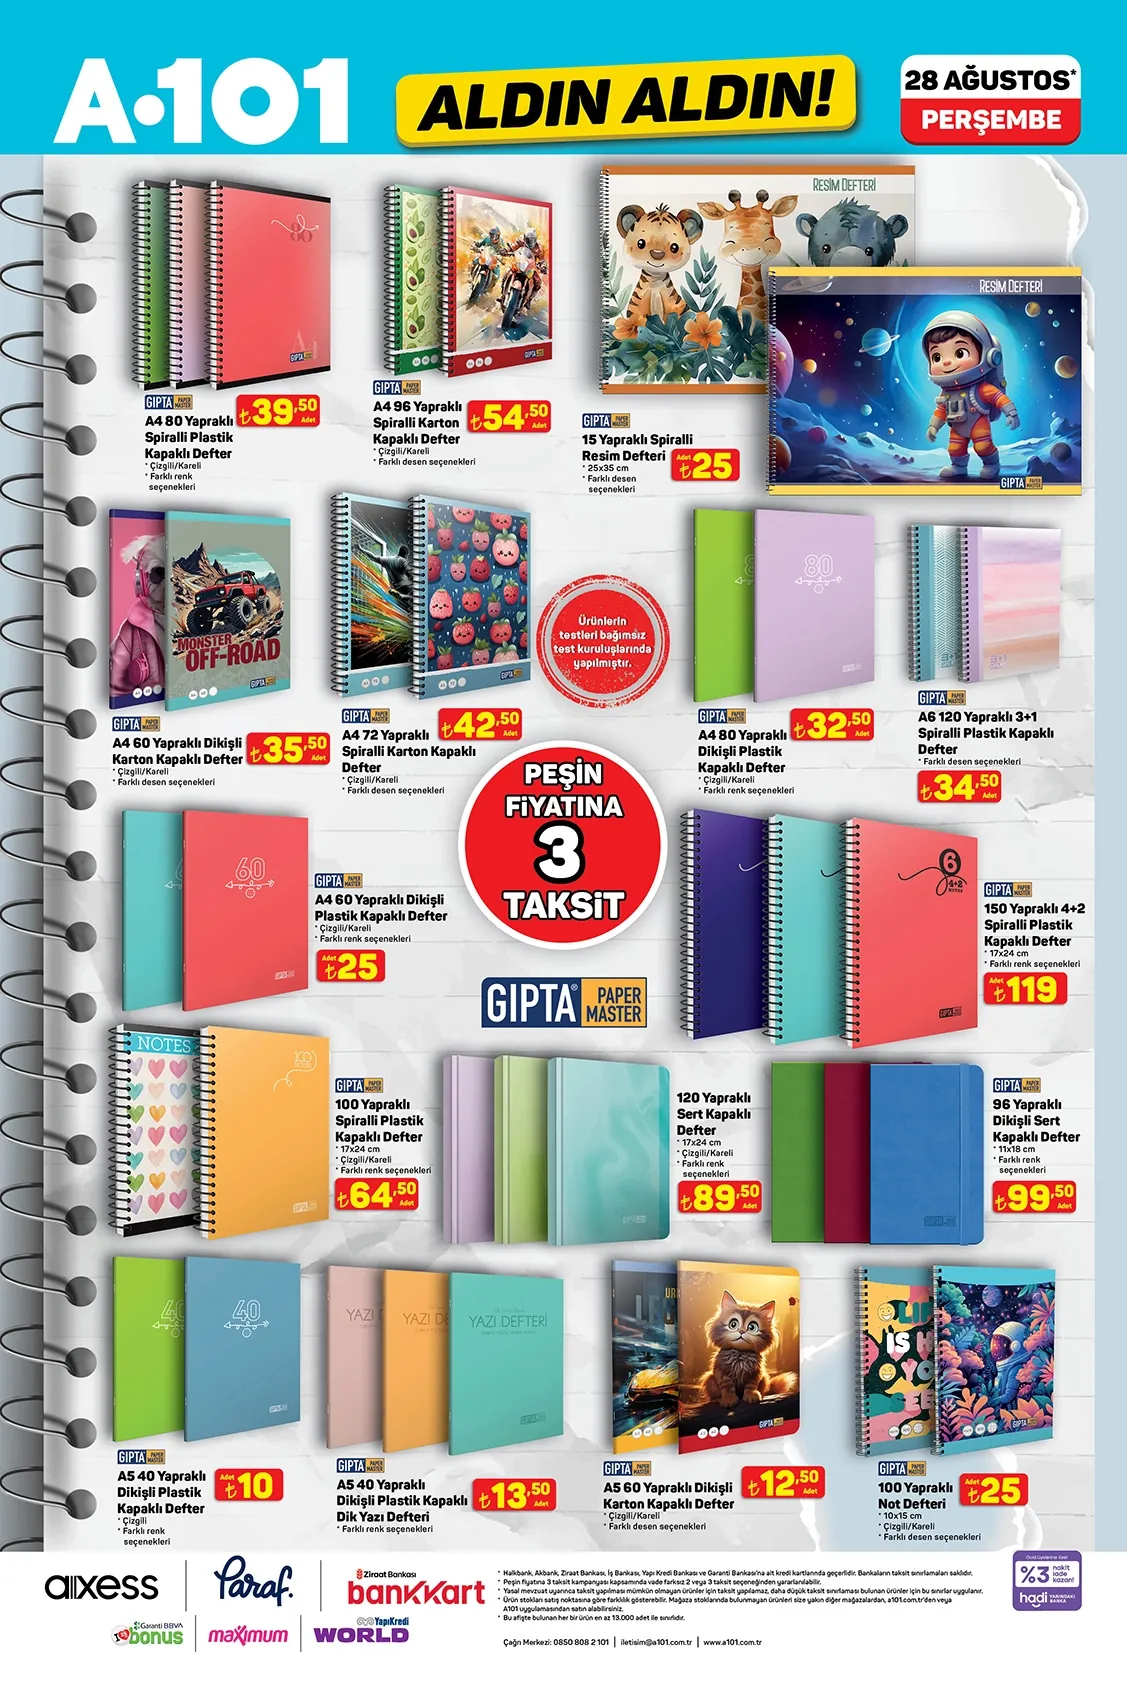 A101
ALDIN ALDIN!
28 AĞUSTOS*
PERŞEMBE
80
A4
GIPTA
RESİM DEFTERİ
RESİM DEFTERİ
GIPTA
GIPTA PAPER MASTER
A4 80 Yapraklı
Spiralli Plastik
Kapaklı Defter
* Çizgili/Kareli
* Farklı renk
seçenekleri
₺39,50
Adet
GIPTA PAPER MASTER
A4 96 Yapraklı
Spiralli Karton
Kapaklı Defter
* Çizgili/Kareli
* Farklı desen seçenekleri
₺54,50
Adet
GIPTA PAPER MASTER
15 Yapraklı Spiralli
Resim Defteri
* 25x35 cm
* Farklı desen
seçenekleri
Adet
₺25
MONSTER
OFF-ROAD
GIPTA
Ürünlerin
testleri bağımsız
test kuruluşlarında
yapılmıştır.
80
GIPTA PAPER MASTER
A4 60 Yapraklı Dikişli
Karton Kapaklı Defter
* Çizgili/Kareli
* Farklı desen seçenekleri
₺35,50
Adet
GIPTA PAPER MASTER
A4 72 Yapraklı
Spiralli Karton Kapaklı
Defter
* Çizgili/Kareli
* Farklı desen seçenekleri
₺42,50
Adet
GIPTA PAPER MASTER
A4 80 Yapraklı
Dikişli Plastik
Kapaklı Defter
* Çizgili/Kareli
* Farklı renk seçenekleri
₺32,50
Adet
GIPTA PAPER MASTER
A6 120 Yapraklı 3+1
Spiralli Plastik Kapaklı
Defter
* Farklı desen seçenekleri
₺34,50
Adet
PEŞİN
FİYATINA
3
TAKSİT
60
GIPTA PAPER MASTER
A4 60 Yapraklı Dikişli
Plastik Kapaklı Defter
* Çizgili/Kareli
* Farklı renk seçenekleri
Adet
₺25
GIPTA® PAPER MASTER
6
4+2
NOTES
GIPTA PAPER MASTER
150 Yapraklı 4+2
Spiralli Plastik
Kapaklı Defter
* 17x24 cm
* Farklı renk seçenekleri
Adet
₺119
NOTES
100
NOTES
GIPTA PAPER MASTER
100 Yapraklı
Spiralli Plastik
Kapaklı Defter
* 17x24 cm
* Çizgili/Kareli
* Farklı renk seçenekleri
₺64,50
Adet
120 Yapraklı
Sert Kapaklı
Defter
* 17x24 cm
* Çizgili/Kareli
* Farklı renk
seçenekleri
₺89,50
Adet
GIPTA PAPER MASTER
96 Yapraklı
Dikişli Sert
Kapaklı Defter
* 11x18 cm
* Farklı renk
seçenekleri
₺99,50
Adet
40
40
YAZI DEFTERİ
GIPTA
GIPTA PAPER MASTER
A5 40 Yapraklı
Dikişli Plastik
Kapaklı Defter
* Çizgili
* Farklı renk
seçenekleri
Adet
₺10
GIPTA PAPER MASTER
A5 40 Yapraklı
Dikişli Plastik Kapaklı
Dik Yazı Defteri
* Farklı renk seçenekleri
₺13,50
Adet
GIPTA PAPER MASTER
A5 60 Yapraklı Dikişli
Karton Kapaklı Defter
* Çizgili/Kareli
* Farklı desen seçenekleri
₺12,50
Adet
GIPTA PAPER MASTER
100 Yapraklı
Not Defteri
* 10x15 cm
* Çizgili/Kareli
* Farklı desen seçenekleri
Adet
₺25
axess
Paraf.
Ziraat Bankası
bankkart
Garanti BBVA
bonus
maximum
YapıKredi
WORLD
* Halkbank, Akbank, Ziraat Bankası, İş Bankası, Yapı Kredi Bankası ve Garanti Bankası'na ait kredi kartlarında geçerlidir. Bankaların taksit sınırlamaları saklıdır.
* Peşin fiyatına 3 taksit kampanyası kapsamında vade farksız 2 veya 3 taksit seçeneğinden yararlanılabilir.
* Yasal mevzuat uyarınca taksit yapılması mümkün olmayan ürünler için taksit yapılamaz, daha düşük taksit sınırlaması bulunan ürünler için bu sınırlar uygulanır.
* Ürün stokları satış noktasına göre farklılık gösterebilir. Mağaza stoklarında bulunmayan ürünleri size yakın diğer mağazalardan, a101.com.tr'den veya
A101 uygulamasından satın alabilirsiniz.
* Bu afişte bulunan her bir ürün en az 13.000 adet ile sınırlıdır.
Çağrı Merkezi: 0850 808 2 101 | iletisim@a101.com.tr | www.a101.com.tr
%3 nakit iade kazan!
hadi